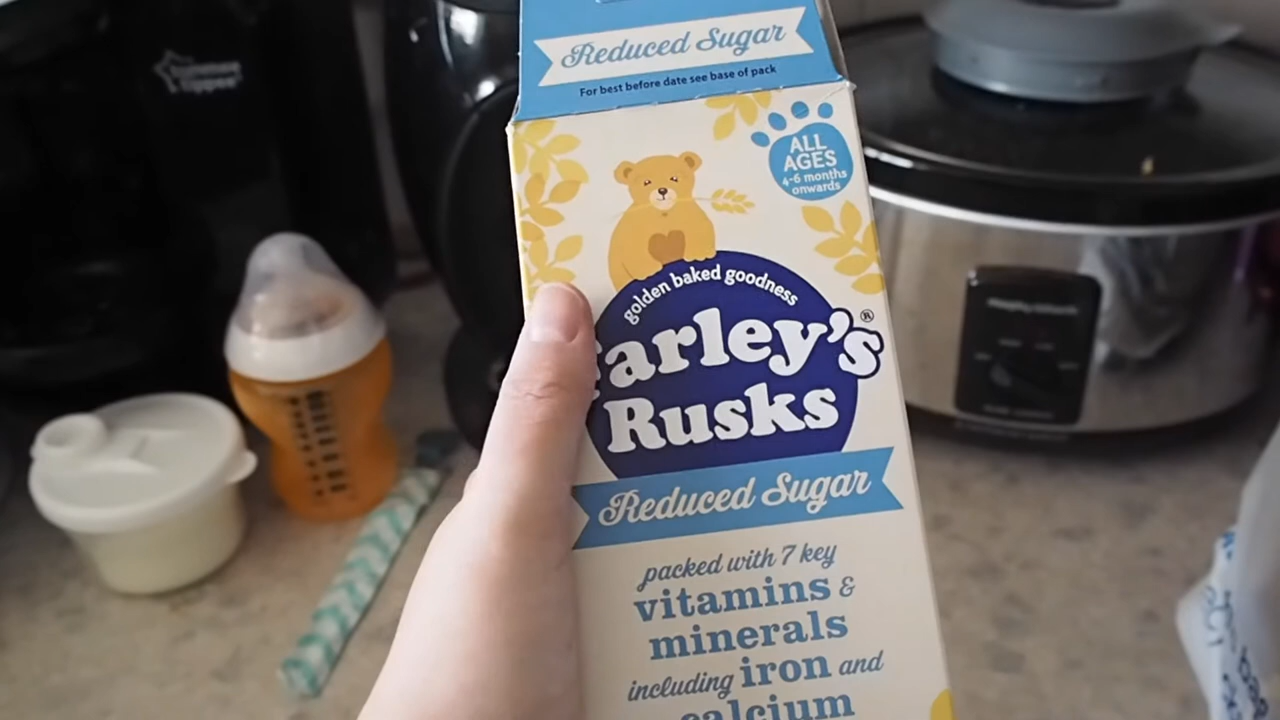 Reduced Sugar
For best before date see base of pack
ALL
AGES
4-6 months
onwards
golden baked goodness
arley's®
Rusks
Reduced Sugar
packed with 7 key
vitamins &
minerals
including iron and
calcium